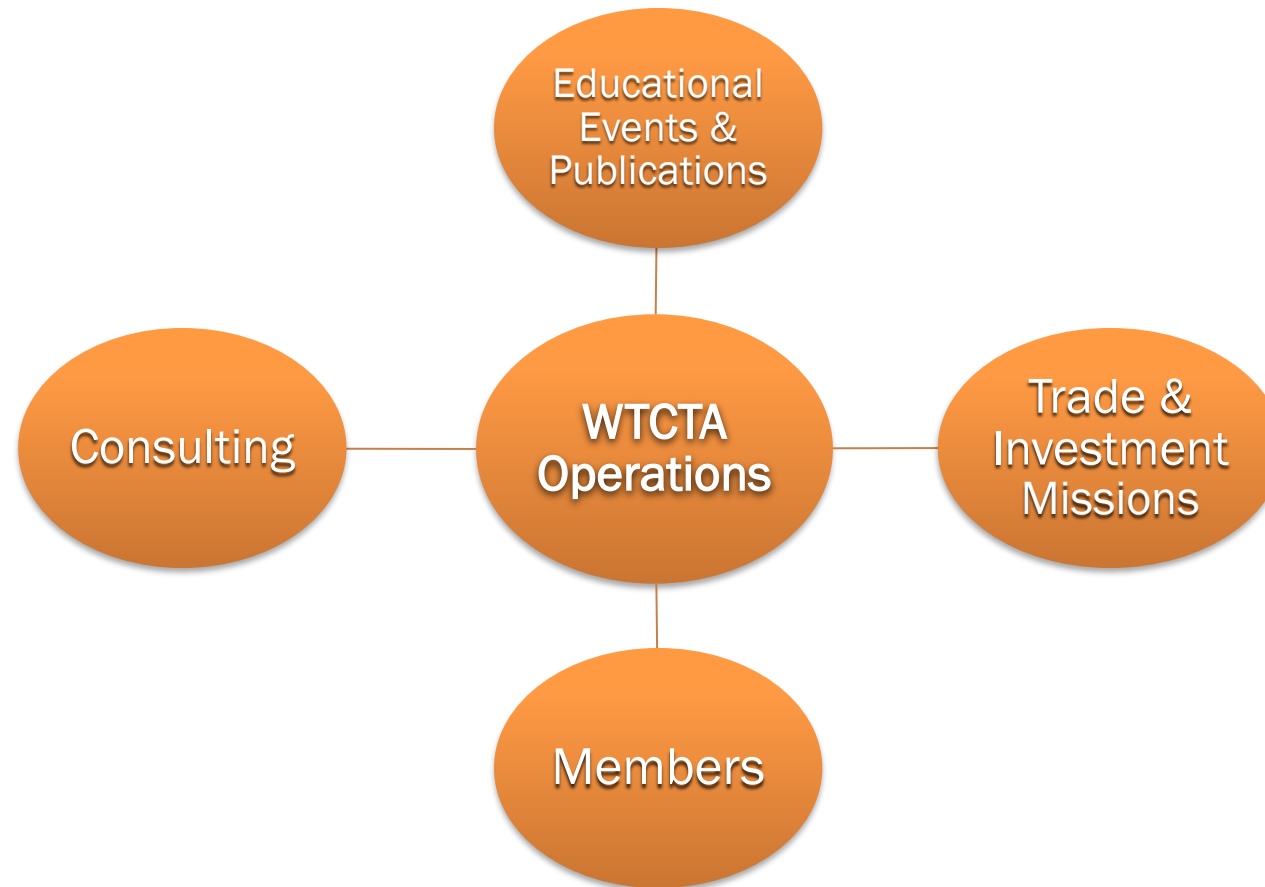 Educational
Events &
Publications
Consulting
WTCTA
Operations
Trade &
Investment
Missions
Members